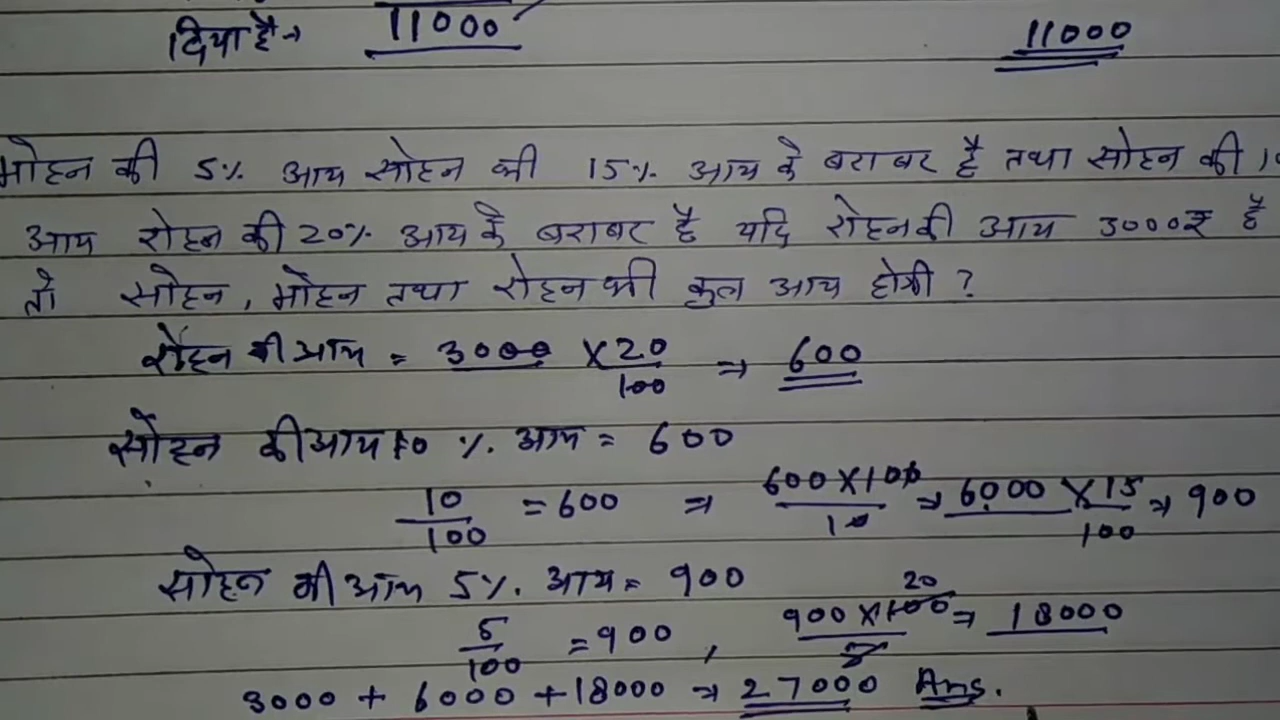 दिया है→ 11000 11000
मोहन की 5% आय सोहन की 15% आय के बराबर है तथा सोहन की 10
आय रोहन की 20% आय के बराबर है यदि रोहन की आय 3000₹ है
तो सोहन, मोहन तथा रोहन की कुल आय होगी ?
रोहन की आय = 3000 × 20/100 ⇒ 600
सोहन की आय 10 % आय = 600
10/100 = 600 ⇒ 600×100/10 ⇒ 6000 × 15/100 ⇒ 900
सोहन की आय 5%. आय = 900
5/100 = 900 , 900×100/5 20 ⇒ 18000
3000 + 6000 + 18000 ⇒ 27000 Ans.